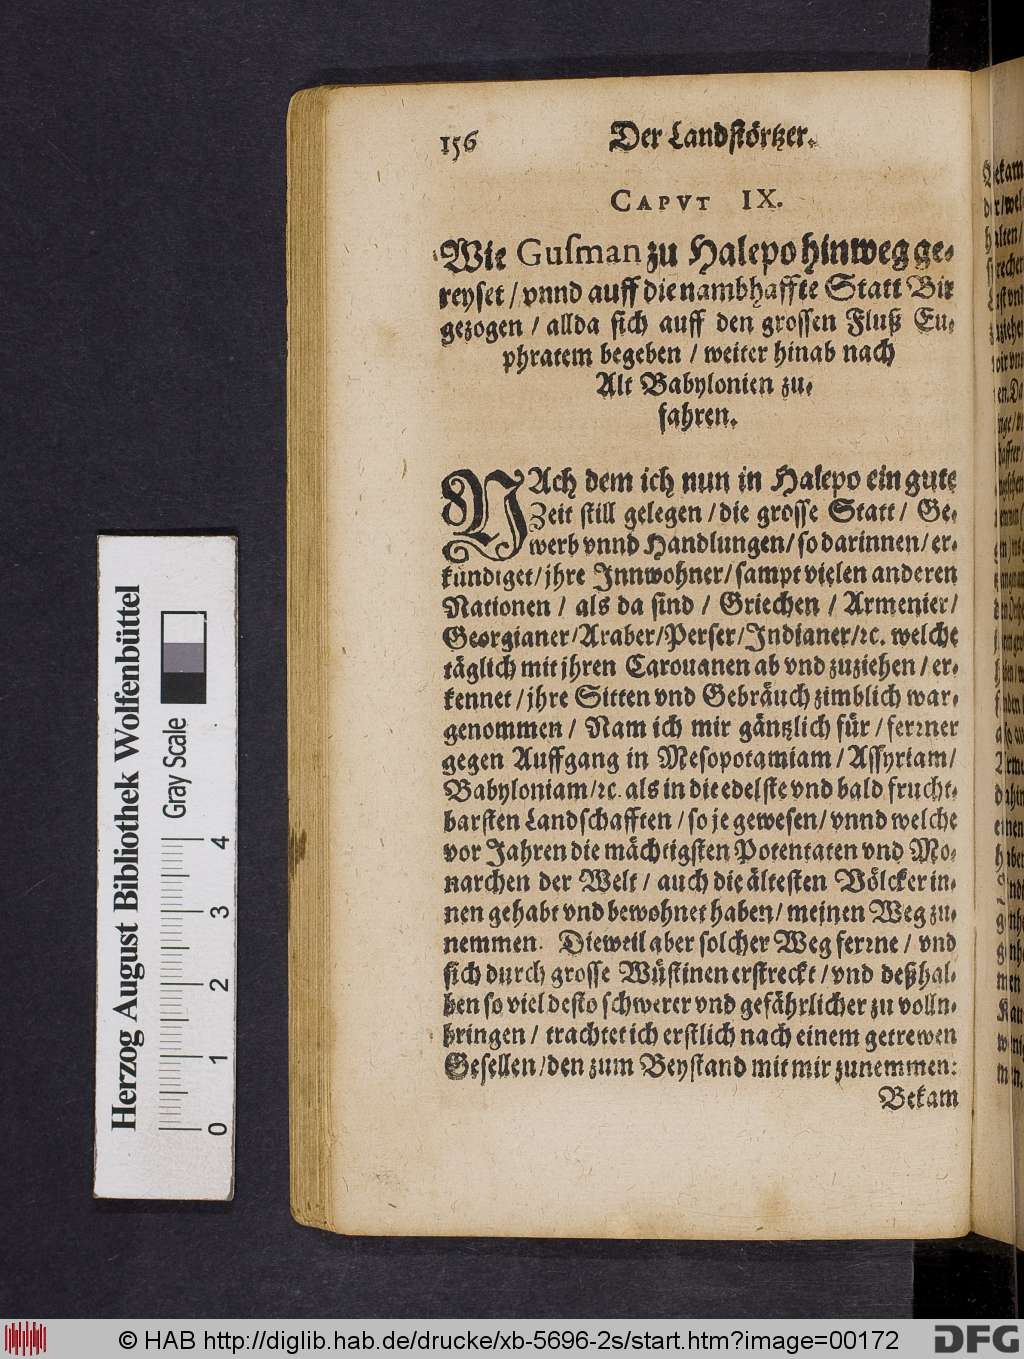 156 Der Landstörtzer.
CAPVT IX.
Wie Gusman zu Halepo hinweg ge-
reyset / vnnd auff die nambhaffte Statt Bir
gezogen / allda sich auff den grossen Fluß Eu-
phratem begeben / weiter hinab nach
Alt Babylonien zu-
fahren.
NAch dem ich nun in Halepo ein gute
Zeit still gelegen / die grosse Statt / Ge-
werb vnnd Handlungen / so darinnen / er-
kündiget / jhre Innwohner / sampt vielen anderen
Nationen / als da sind / Griechen / Armenier /
Georgianer / Araber / Perser / Indianer / ꝛc. welche
täglich mit jhren Carouanen ab vnd zuziehen / er-
kennet / jhre Sitten vnd Gebräuch zimblich war-
genommen / Nam ich mir gäntzlich für / ferꝛner
gegen Auffgang in Mesopotamiam / Assyriam /
Babyloniam / ꝛc. als in die edelste vnd bald frucht-
barsten Landschafften / so je gewesen / vnnd welche
vor Jahren die mächtigsten Potentaten vnd Mo-
narchen der Welt / auch die ältesten Völcker in-
nen gehabt vnd bewohnet haben / meinen Weg zu-
nemmen. Dieweil aber solcher Weg ferꝛne / vnd
sich durch grosse Wüstinen erstreckt / vnd deßhal-
ben so viel desto schwerer vnd gefährlicher zu volln-
bringen / trachtet ich erstlich nach einem getrewen
Gesellen / den zum Beystand mit mir zunemmen:
Bekam
Herzog August Bibliothek Wolfenbüttel
Gray Scale
0 1 2 3 4
© HAB http://diglib.hab.de/drucke/xb-5696-2s/start.htm?image=00172
DFG